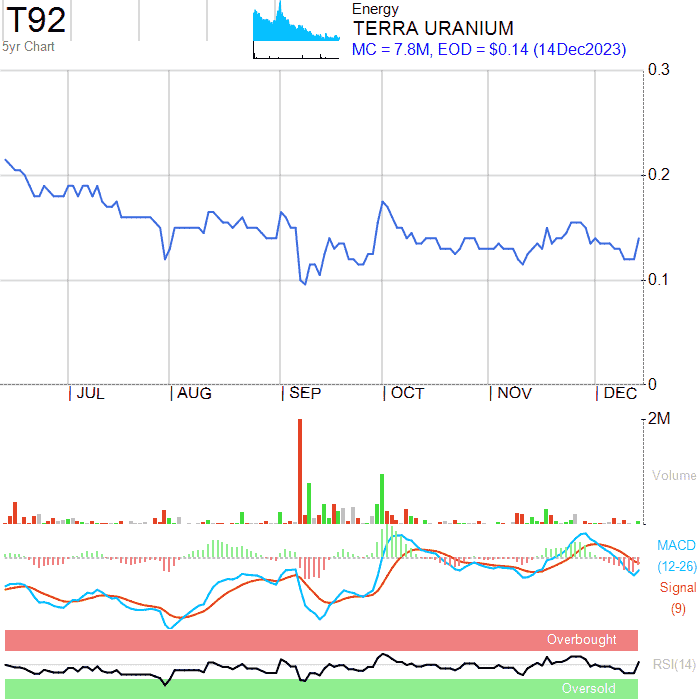 T92
5yr Chart
Energy
TERRA URANIUM
MC = 7.8M, EOD = $0.14 (14Dec2023)
0.3
0.2
0.1
0
JUL AUG SEP OCT NOV DEC
2M
Volume
MACD
(12-26)
Signal
(9)
Overbought
RSI(14)
Oversold